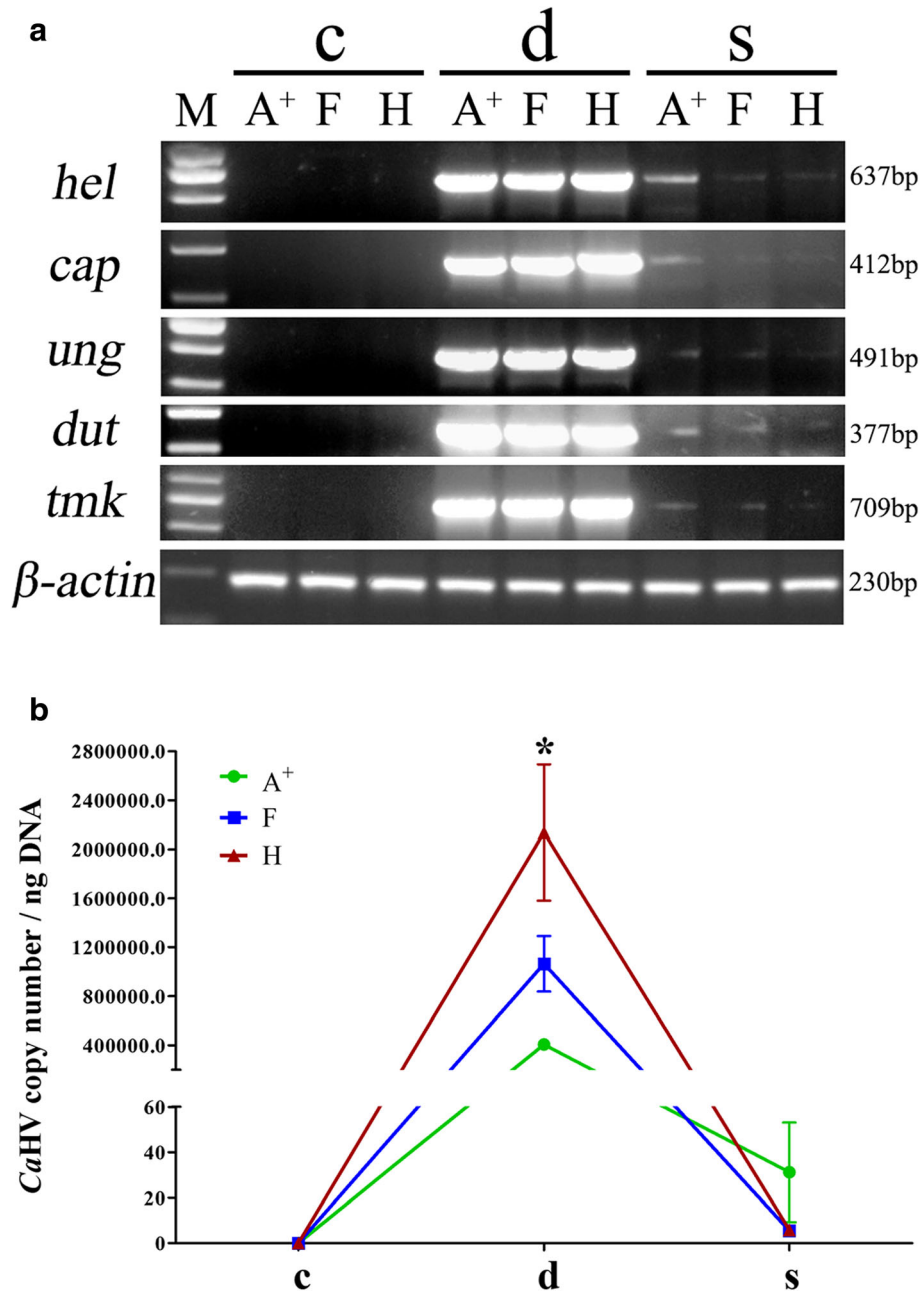 a
c d s
M A+ F H A+ F H A+ F H
hel 637bp
cap 412bp
ung 491bp
dut 377bp
tmk 709bp
β-actin 230bp
b
CaHV copy number / ng DNA
2800000.0
2400000.0
2000000.0
1600000.0
1200000.0
800000.0
400000.0
60
40
20
0
*
A+
F
H
c d s